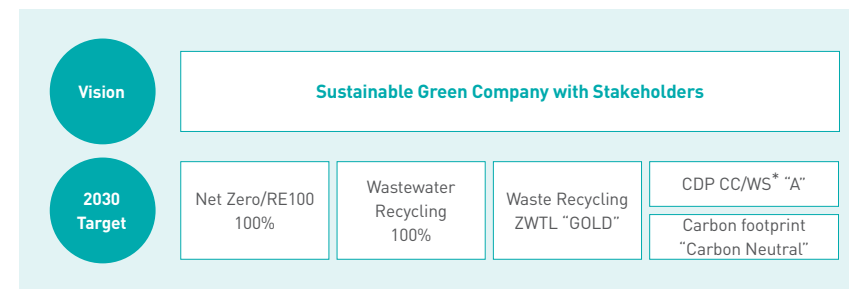 Vision
Sustainable Green Company with Stakeholders
2030
Target
Net Zero/RE100
100%
Wastewater
Recycling
100%
Waste Recycling
ZWTL “GOLD”
CDP CC/WS* “A”
Carbon footprint
“Carbon Neutral”